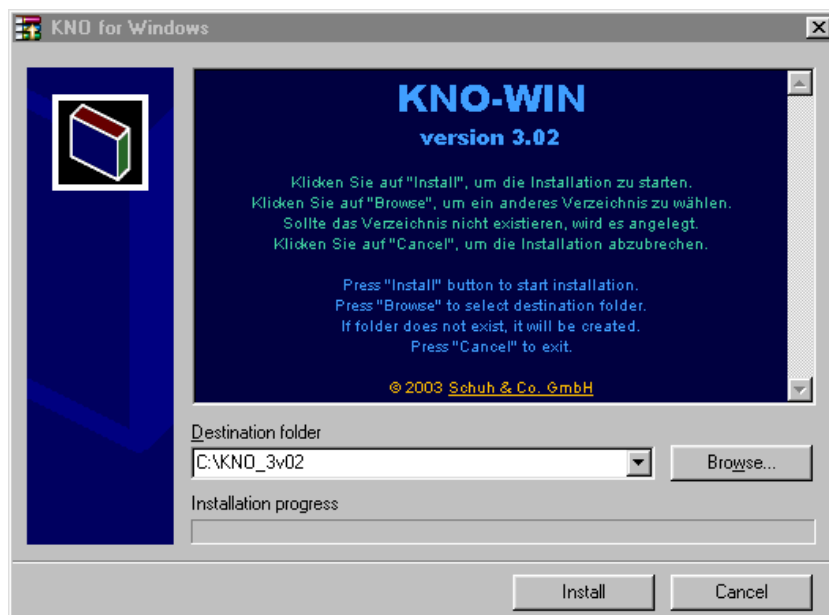 KNO for Windows
KNO-WIN
version 3.02
Klicken Sie auf "Install", um die Installation zu starten.
Klicken Sie auf "Browse", um ein anderes Verzeichnis zu wählen.
Sollte das Verzeichnis nicht existieren, wird es angelegt.
Klicken Sie auf "Cancel", um die Installation abzubrechen.
Press "Install" button to start installation.
Press "Browse" to select destination folder.
If folder does not exist, it will be created.
Press "Cancel" to exit.
© 2003 Schuh & Co. GmbH
Destination folder
C:\KNO_3v02
Browse...
Installation progress
Install
Cancel